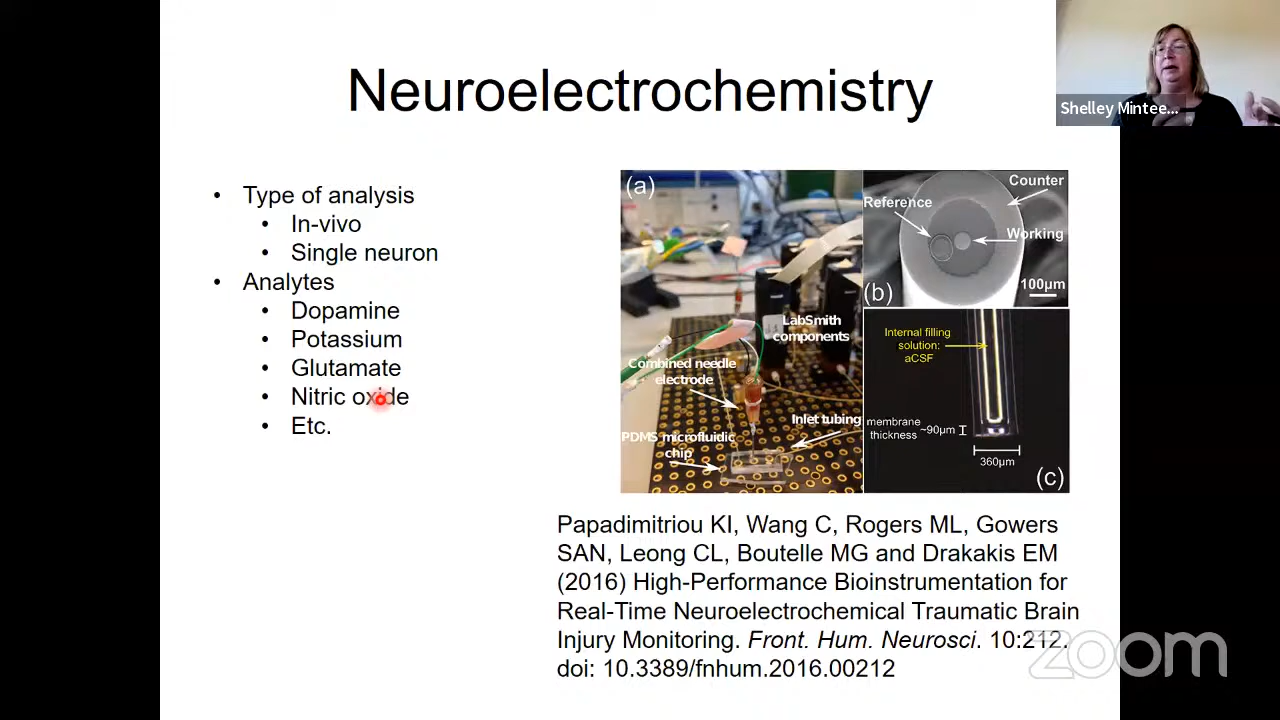 Neuroelectrochemistry
Shelley Mintee...
• Type of analysis
• In-vivo
• Single neuron
• Analytes
• Dopamine
• Potassium
• Glutamate
• Nitric oxide
• Etc.
(a)
LabSmith
components
Combined needle
electrode
Inlet tubing
PDMS microfluidic
chip
Counter
Reference
Working
(b)
100µm
Internal filling
solution:
aCSF
membrane
thickness ~90µm
360µm
(c)
Papadimitriou KI, Wang C, Rogers ML, Gowers
SAN, Leong CL, Boutelle MG and Drakakis EM
(2016) High-Performance Bioinstrumentation for
Real-Time Neuroelectrochemical Traumatic Brain
Injury Monitoring. Front. Hum. Neurosci. 10:212.
doi: 10.3389/fnhum.2016.00212
zoom